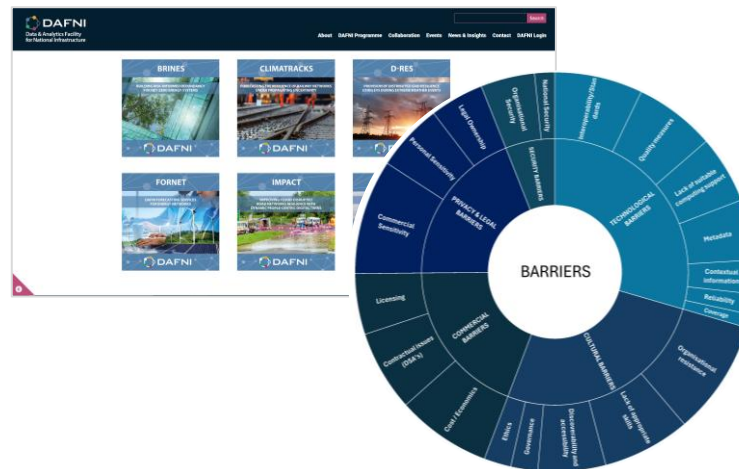 DAFNI
Data & Analytics Facility
for National Infrastructure
Search
About DAFNI Programme Collaboration Events News & Insights Contact DAFNI Login
BRINES
DAFNI
CLIMATRACKS
DAFNI
D-RES
DAFNI
FORNET
DAFNI
IMPACT
DAFNI
BARRIERS
SECURITY BARRIERS
Organisational
Security
National Security
TECHNOLOGICAL
BARRIERS
Interoperability/Stan
dards
Quality measures
Lack of suitable
computing support
Metadata
Contextual
information
Reliability
Coverage
CULTURAL BARRIERS
Organisational
resistance
Lack of appropriate
skills
Discoverability and
accessibility
Governance
Ethics
COMMERCIAL
BARRIERS
Cost / Economics
Contractual issues
(DSA's)
Licensing
PRIVACY & LEGAL
BARRIERS
Commercial
Sensitivity
Personal Sensitivity
Legal Ownership